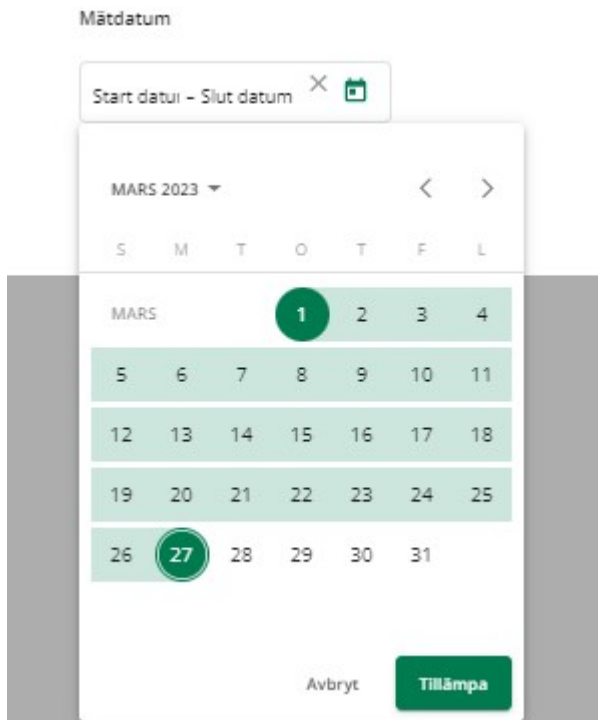 Mätdatum
Start datu – Slut datum
MARS 2023
S M T O T F L
MARS 1 2 3 4
5 6 7 8 9 10 11
12 13 14 15 16 17 18
19 20 21 22 23 24 25
26 27 28 29 30 31
Avbryt Tillämpa